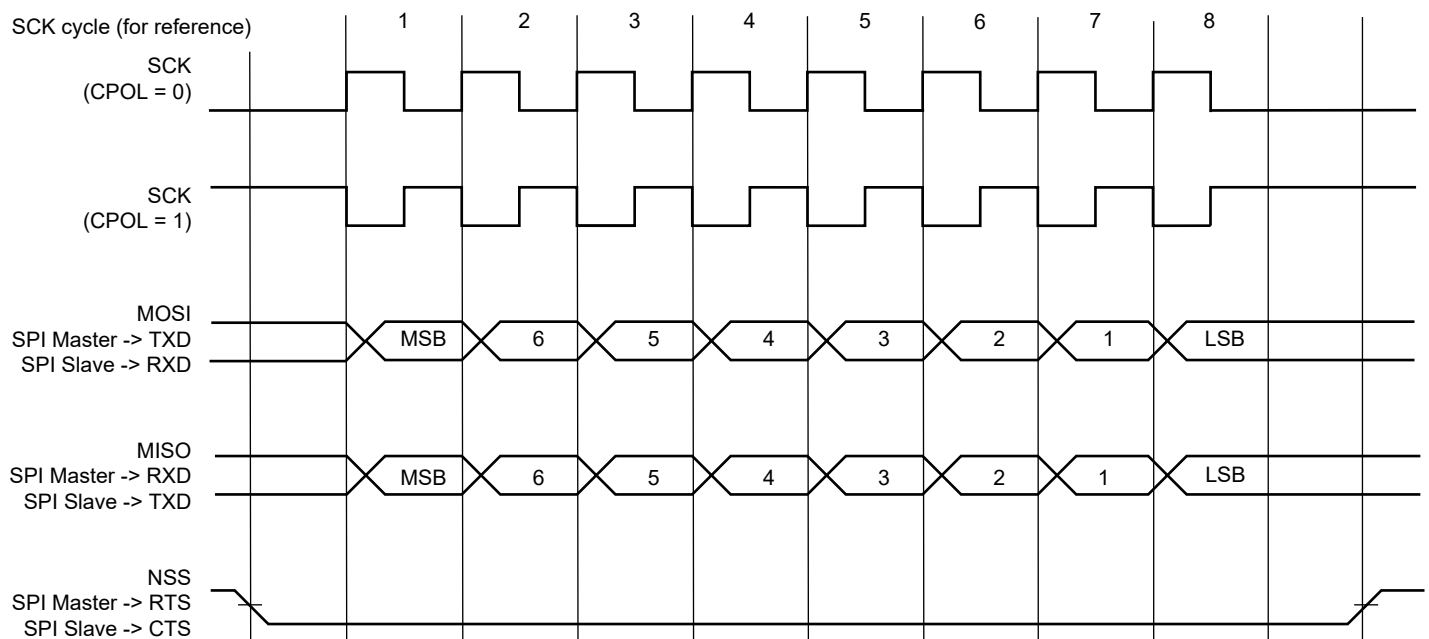 SCK cycle (for reference)
1 2 3 4 5 6 7 8
SCK
(CPOL = 0)
SCK
(CPOL = 1)
MOSI
SPI Master -> TXD
SPI Slave -> RXD
MSB 6 5 4 3 2 1 LSB
MISO
SPI Master -> RXD
SPI Slave -> TXD
MSB 6 5 4 3 2 1 LSB
NSS
SPI Master -> RTS
SPI Slave -> CTS